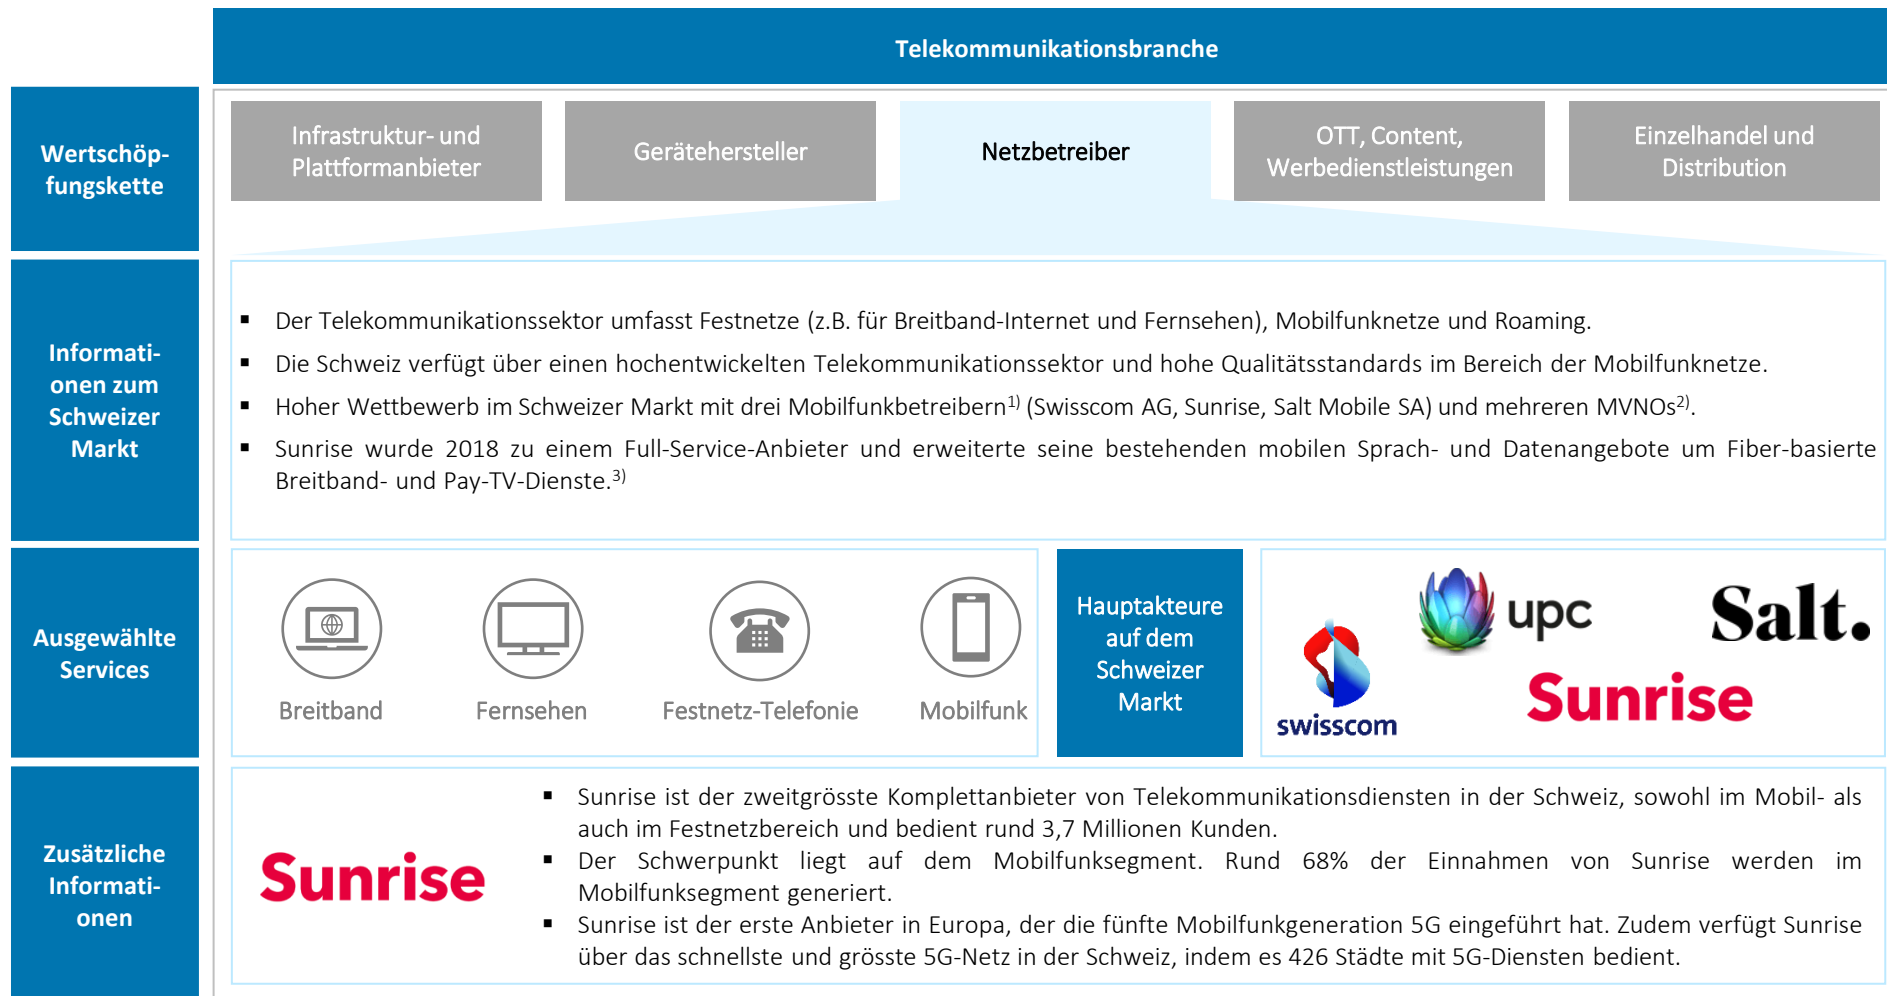 Telekommunikationsbranche
Wertschöp-
fungskette
Infrastruktur- und
Plattformanbieter
Gerätehersteller
Netzbetreiber
OTT, Content,
Werbedienstleistungen
Einzelhandel und
Distribution
Informati-
onen zum
Schweizer
Markt
▪ Der Telekommunikationssektor umfasst Festnetze (z.B. für Breitband-Internet und Fernsehen), Mobilfunknetze und Roaming.
▪ Die Schweiz verfügt über einen hochentwickelten Telekommunikationssektor und hohe Qualitätsstandards im Bereich der Mobilfunknetze.
▪ Hoher Wettbewerb im Schweizer Markt mit drei Mobilfunkbetreibern1) (Swisscom AG, Sunrise, Salt Mobile SA) und mehreren MVNOs2).
▪ Sunrise wurde 2018 zu einem Full-Service-Anbieter und erweiterte seine bestehenden mobilen Sprach- und Datenangebote um Fiber-basierte
Breitband- und Pay-TV-Dienste.3)
Ausgewählte
Services
Breitband
Fernsehen
Festnetz-Telefonie
Mobilfunk
Hauptakteure
auf dem
Schweizer
Markt
swisscom
upc
Salt.
Sunrise
Zusätzliche
Informati-
onen
Sunrise
▪ Sunrise ist der zweitgrösste Komplettanbieter von Telekommunikationsdiensten in der Schweiz, sowohl im Mobil- als
auch im Festnetzbereich und bedient rund 3,7 Millionen Kunden.
▪ Der Schwerpunkt liegt auf dem Mobilfunksegment. Rund 68% der Einnahmen von Sunrise werden im
Mobilfunksegment generiert.
▪ Sunrise ist der erste Anbieter in Europa, der die fünfte Mobilfunkgeneration 5G eingeführt hat. Zudem verfügt Sunrise
über das schnellste und grösste 5G-Netz in der Schweiz, indem es 426 Städte mit 5G-Diensten bedient.